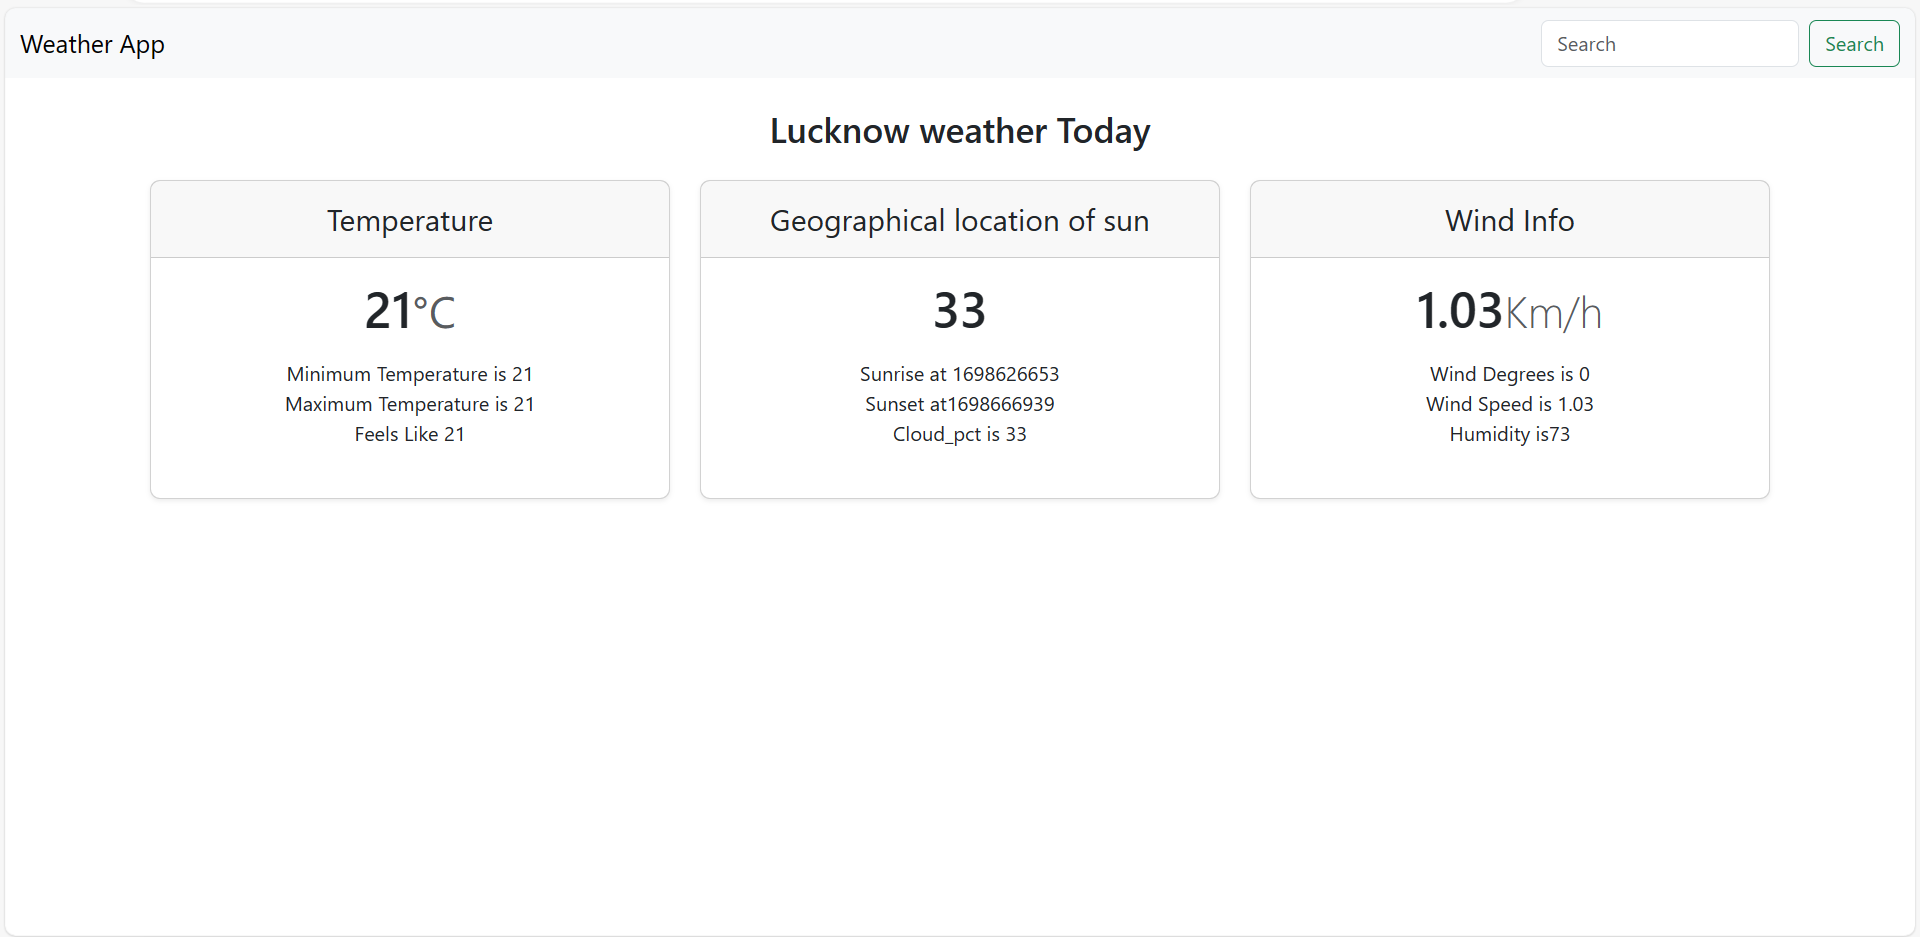 Weather App
Search
Search
Lucknow weather Today
Temperature
21°C
Minimum Temperature is 21
Maximum Temperature is 21
Feels Like 21
Geographical location of sun
33
Sunrise at 1698626653
Sunset at1698666939
Cloud_pct is 33
Wind Info
1.03Km/h
Wind Degrees is 0
Wind Speed is 1.03
Humidity is73